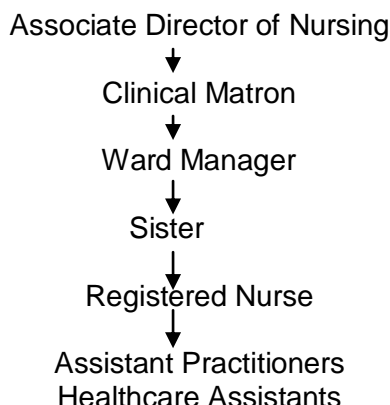 Associate Director of Nursing
Clinical Matron
Ward Manager
Sister
Registered Nurse
Assistant Practitioners
Healthcare Assistants